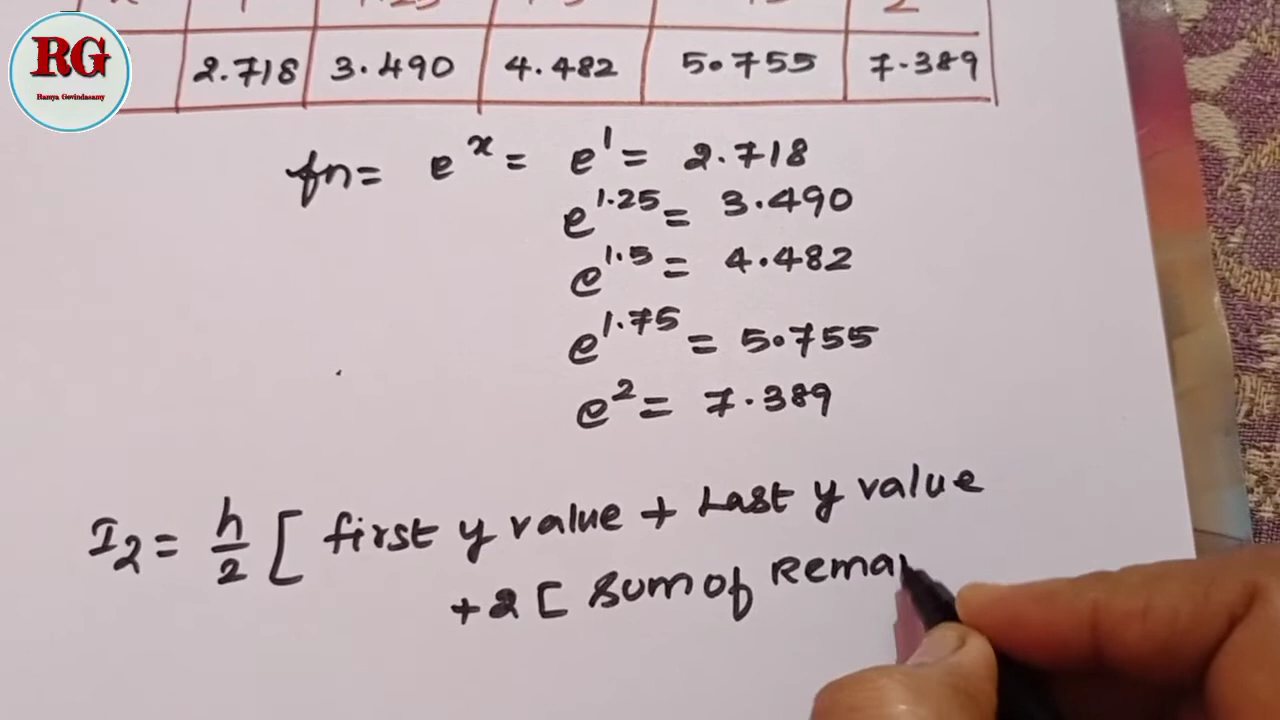 RG
Ramya Govindasamy
2.718 3.490 4.482 5.755 7.389
fn = e^x = e^1 = 2.718
e^1.25 = 3.490
e^1.5 = 4.482
e^1.75 = 5.755
e^2 = 7.389
I2 = h/2 [ first y value + Last y value
+ 2 [ sum of Rema